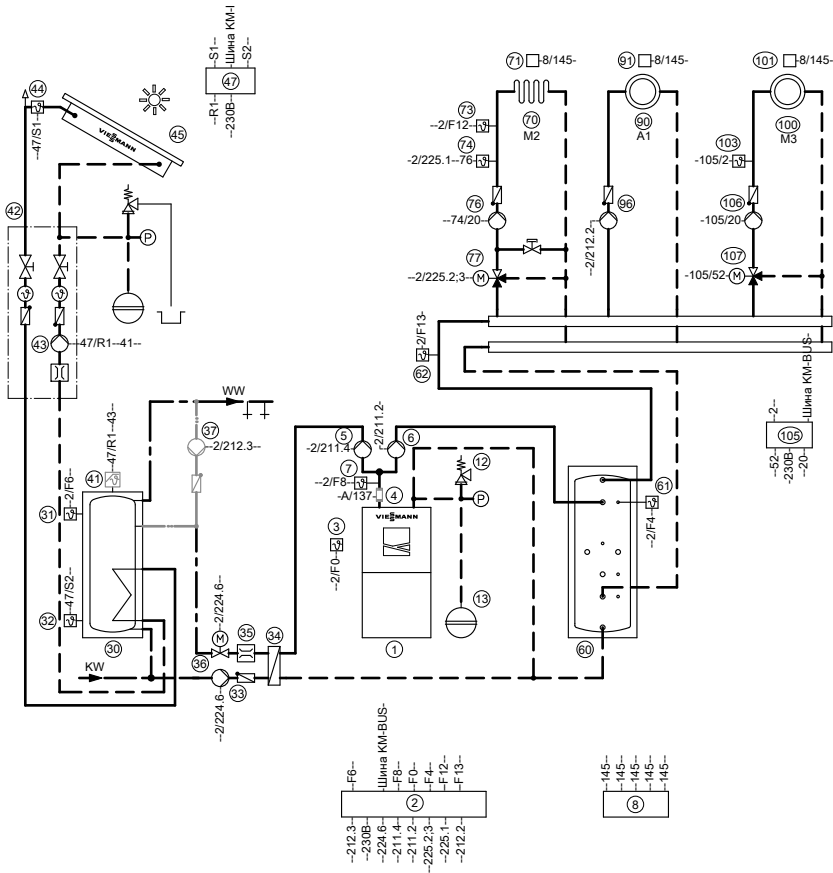 --S1--
--Шина KM-I
--S2--
47
--R1--
--230В--
44
--47/S1--
45
VIESMANN
71
-8/145-
91
-8/145-
101
-8/145-
73
--2/F12--
70
M2
90
A1
100
M3
74
-2/225.1--76
103
-105/2-
42
76
--74/20--
96
--2/212.2--
106
-105/20-
P
77
--2/225.2;3--
M
107
-105/52-
M
43
--47/R1--41--
--2/F13--
62
Шина KM-BUS-
WW
37
--2/212.3--
5
-2/211.4-
6
2/211.2-
--2--
105
--52--
-230В--
--20--
41
--47/R1--43--
7
--2/F8--
12
31
--2/F6--
-A/137-
4
P
61
--2/F4--
VIESMANN
3
--2/F0--
32
--47/S2--
13
30
1
60
M
--2/224.6--
35
34
36
KW
33
--2/224.6--
--F6--
-Шина KM-BUS-
--F8--
--F0--
--F4--
--F12--
--F13--
2
--212.3--
--230В--
--224.6--
--211.4--
--211.2--
--225.2;3--
--225.1--
--212.2--
--145--
--145--
--145--
--145--
--145--
8